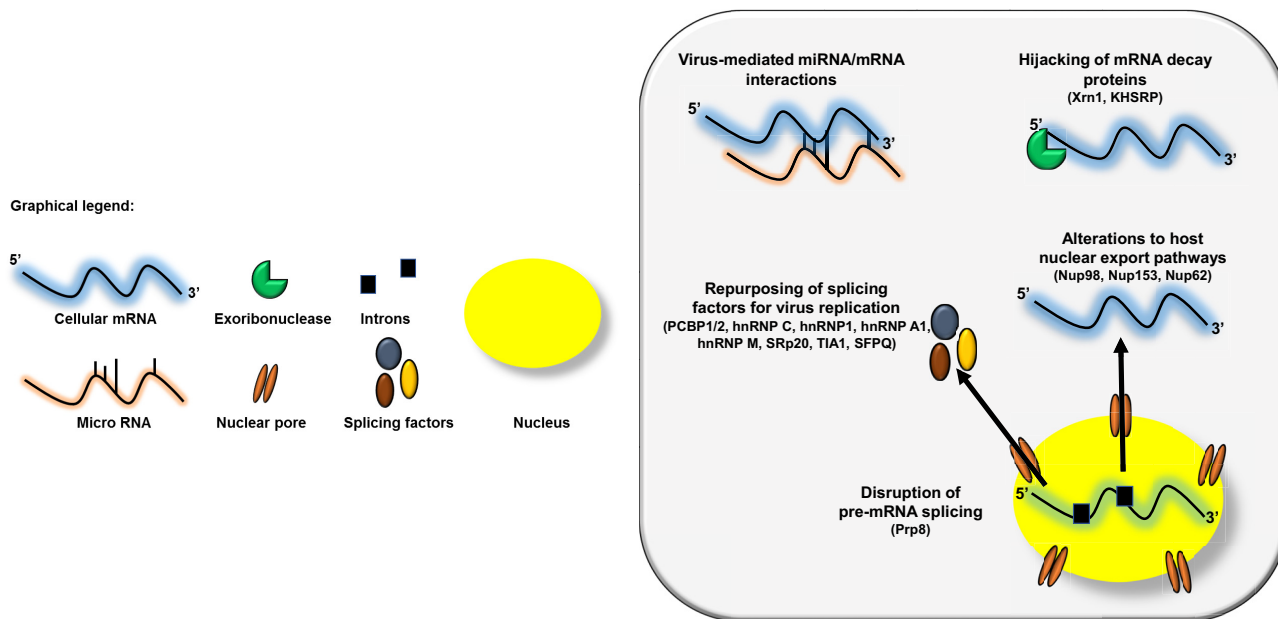 Graphical legend:
5’
3’
Cellular mRNA
Exoribonuclease
Introns
Micro RNA
Nuclear pore
Splicing factors
Nucleus
Virus-mediated miRNA/mRNA
interactions
5’
3’
Hijacking of mRNA decay
proteins
(Xrn1, KHSRP)
5’
3’
Alterations to host
nuclear export pathways
(Nup98, Nup153, Nup62)
5’
3’
Repurposing of splicing
factors for virus replication
(PCBP1/2, hnRNP C, hnRNP1, hnRNP A1,
hnRNP M, SRp20, TIA1, SFPQ)
Disruption of
pre-mRNA splicing
(Prp8)
5’
3’